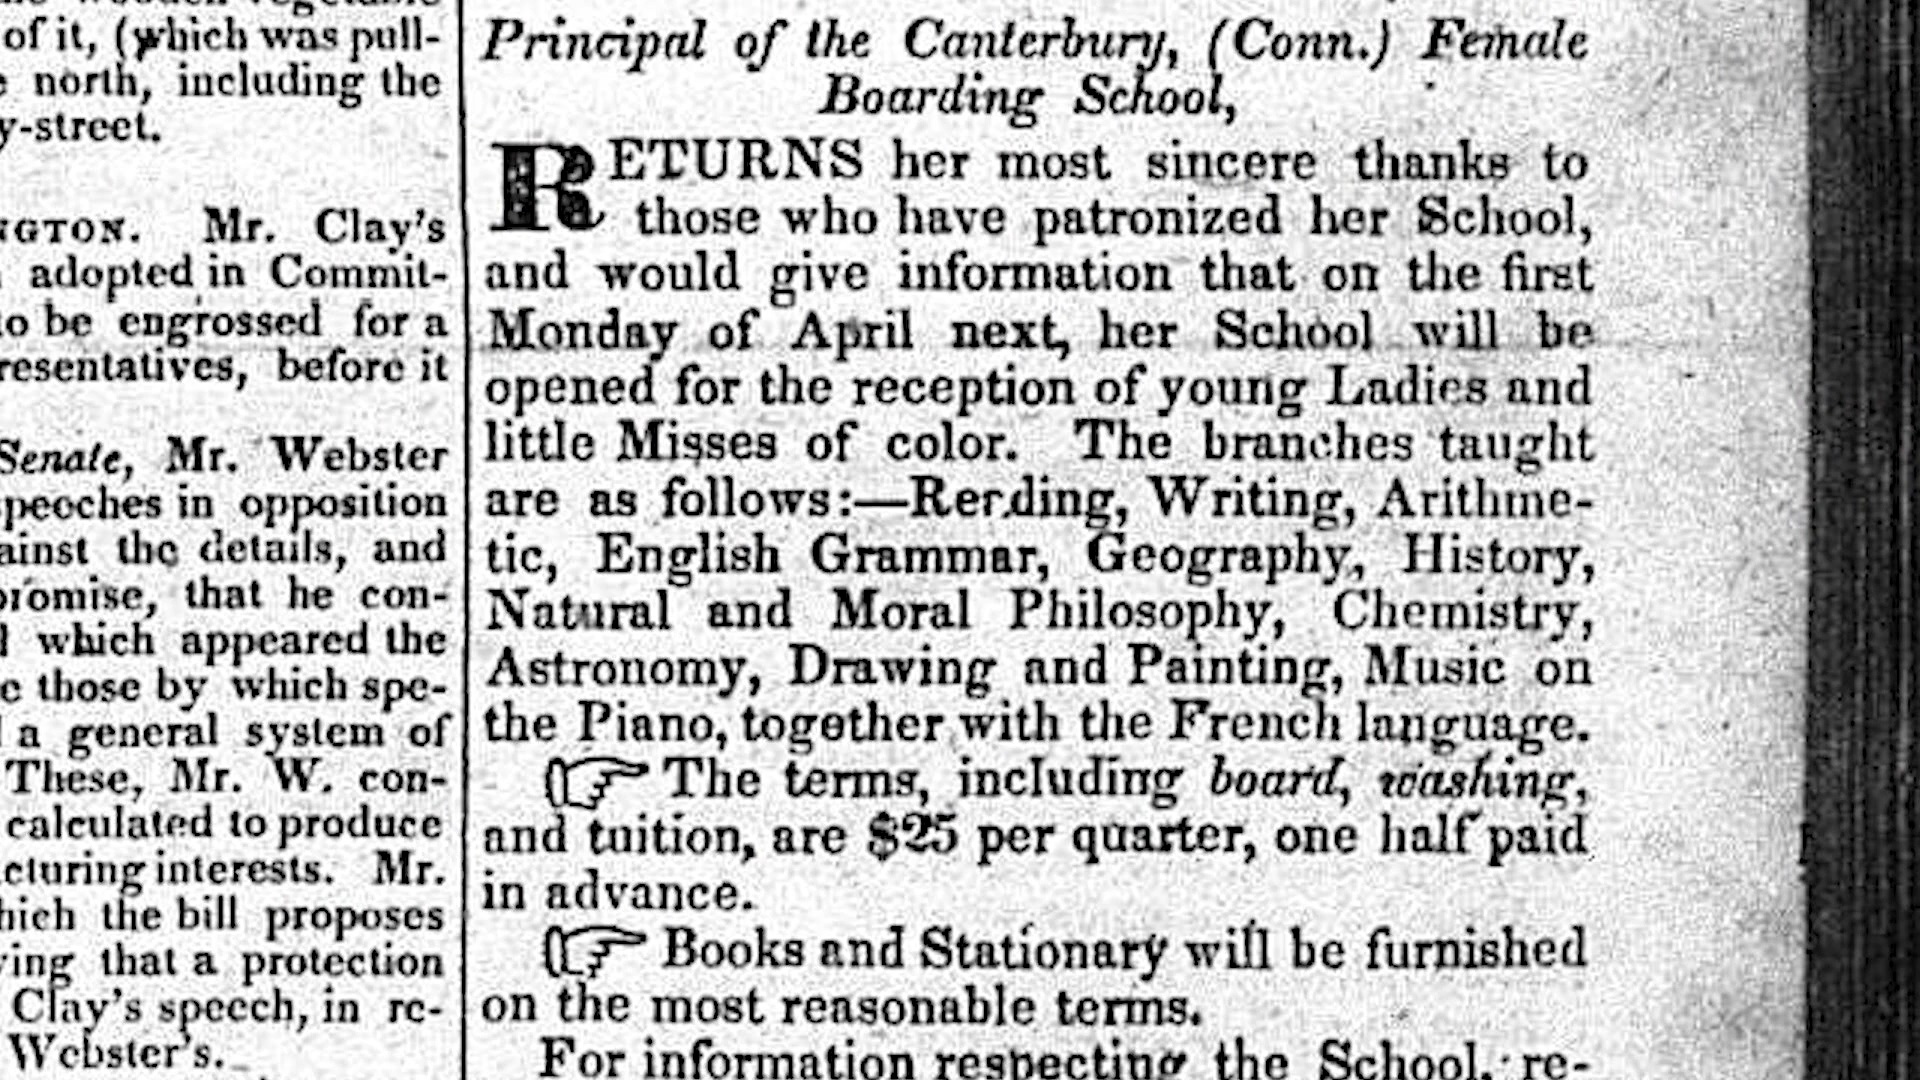 of it, (which was pull-
north, including the
y-street.
NGTON. Mr. Clay's
adopted in Commit-
to be engrossed for a
resentatives, before it
Senate, Mr. Webster
peeches in opposition
ainst the details, and
promise, that he con-
which appeared the
those by which spe-
a general system of
These, Mr. W. con-
calculated to produce
cturing interests. Mr.
hich the bill proposes
ing that a protection
Clay's speech, in re-
Webster's.
Principal of the Canterbury, (Conn.) Female
Boarding School,
RETURNS her most sincere thanks to
those who have patronized her School,
and would give information that on the first
Monday of April next, her School will be
opened for the reception of young Ladies and
little Misses of color. The branches taught
are as follows:—Rerding, Writing, Arithme-
tic, English Grammar, Geography, History,
Natural and Moral Philosophy, Chemistry,
Astronomy, Drawing and Painting, Music on
the Piano, together with the French language.
☞ The terms, including board, washing,
and tuition, are $25 per quarter, one half paid
in advance.
☞ Books and Stationary will be furnished
on the most reasonable terms.
For information respecting the School, re-